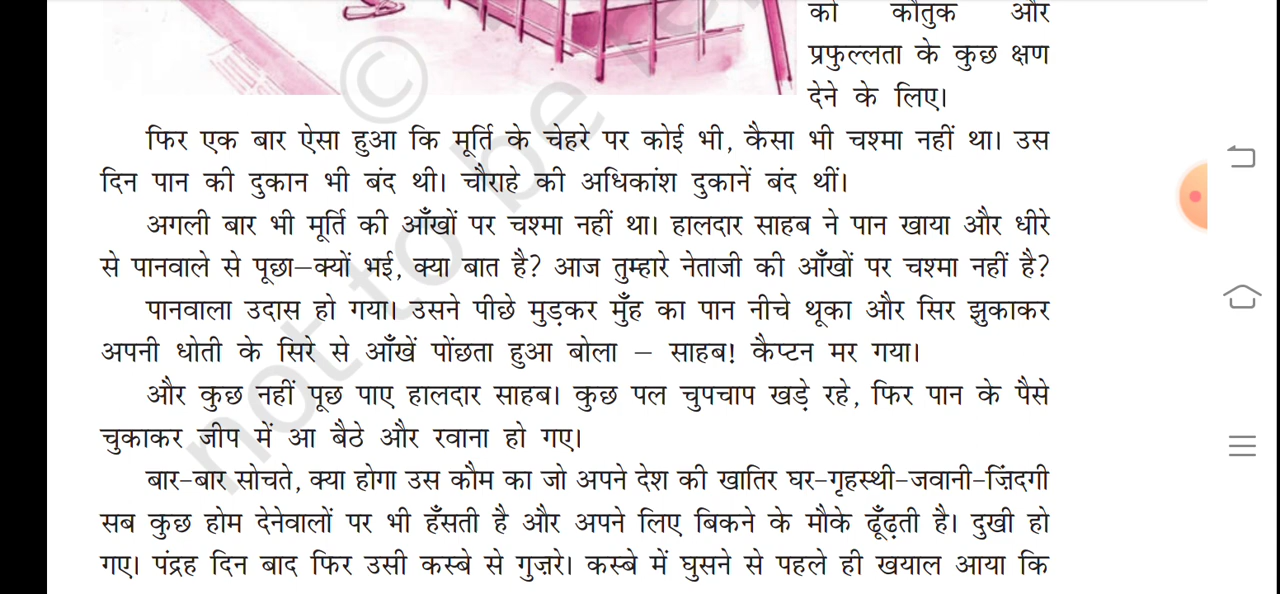 को कौतुक और
प्रफुल्लता के कुछ क्षण
देने के लिए।
फिर एक बार ऐसा हुआ कि मूर्ति के चेहरे पर कोई भी, कैसा भी चश्मा नहीं था। उस
दिन पान की दुकान भी बंद थी। चौराहे की अधिकांश दुकानें बंद थीं।
अगली बार भी मूर्ति की आँखों पर चश्मा नहीं था। हालदार साहब ने पान खाया और धीरे
से पानवाले से पूछा–क्यों भई, क्या बात है? आज तुम्हारे नेताजी की आँखों पर चश्मा नहीं है?
पानवाला उदास हो गया। उसने पीछे मुड़कर मुँह का पान नीचे थूका और सिर झुकाकर
अपनी धोती के सिरे से आँखें पोंछता हुआ बोला – साहब! कैप्टन मर गया।
और कुछ नहीं पूछ पाए हालदार साहब। कुछ पल चुपचाप खड़े रहे, फिर पान के पैसे
चुकाकर जीप में आ बैठे और रवाना हो गए।
बार-बार सोचते, क्या होगा उस कौम का जो अपने देश की खातिर घर-गृहस्थी-जवानी-ज़िंदगी
सब कुछ होम देनेवालों पर भी हँसती है और अपने लिए बिकने के मौके ढूँढ़ती है। दुखी हो
गए। पंद्रह दिन बाद फिर उसी कस्बे से गुज़रे। कस्बे में घुसने से पहले ही खयाल आया कि
© not to be